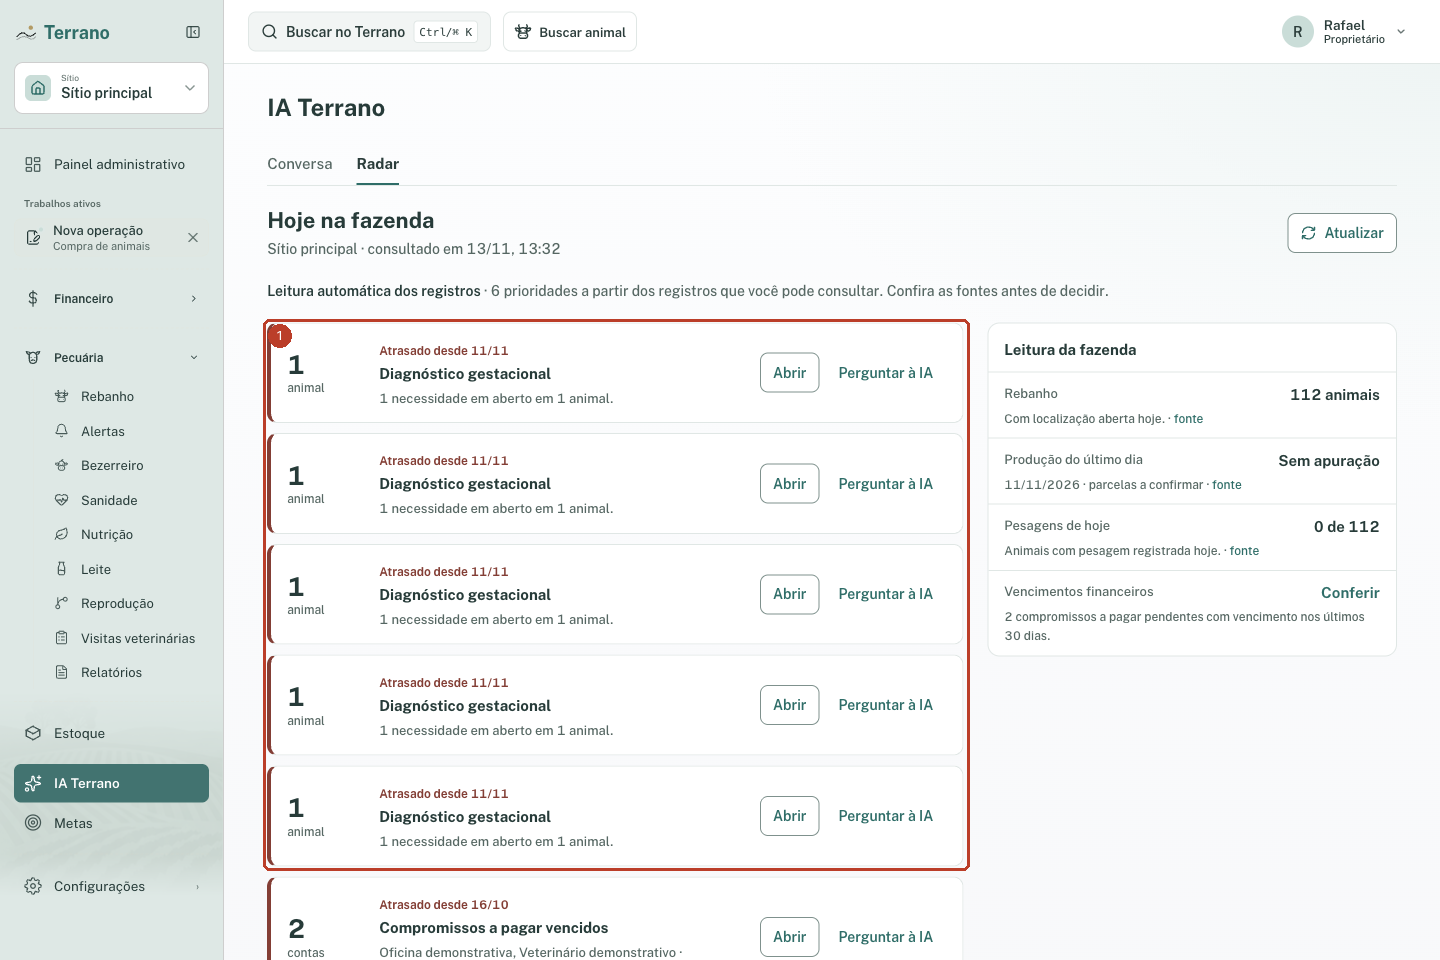 Terrano
Sítio
Sítio principal
Painel administrativo
Trabalhos ativos
Nova operação
Compra de animais
Financeiro
Pecuária
Rebanho
Alertas
Bezerreiro
Sanidade
Nutrição
Leite
Reprodução
Visitas veterinárias
Relatórios
Estoque
IA Terrano
Metas
Configurações
Buscar no Terrano Ctrl/⌘ K
Buscar animal
R
Rafael
Proprietário
IA Terrano
Conversa Radar
Hoje na fazenda
Sítio principal · consultado em 13/11, 13:32
Atualizar
Leitura automática dos registros · 6 prioridades a partir dos registros que você pode consultar. Confira as fontes antes de decidir.
1
1
animal
Atrasado desde 11/11
Diagnóstico gestacional
1 necessidade em aberto em 1 animal.
Abrir Perguntar à IA
1
animal
Atrasado desde 11/11
Diagnóstico gestacional
1 necessidade em aberto em 1 animal.
Abrir Perguntar à IA
1
animal
Atrasado desde 11/11
Diagnóstico gestacional
1 necessidade em aberto em 1 animal.
Abrir Perguntar à IA
1
animal
Atrasado desde 11/11
Diagnóstico gestacional
1 necessidade em aberto em 1 animal.
Abrir Perguntar à IA
1
animal
Atrasado desde 11/11
Diagnóstico gestacional
1 necessidade em aberto em 1 animal.
Abrir Perguntar à IA
2
contas
Atrasado desde 16/10
Compromissos a pagar vencidos
Oficina demonstrativa, Veterinário demonstrativo ·
Abrir Perguntar à IA
Leitura da fazenda
Rebanho 112 animais
Com localização aberta hoje. · fonte
Produção do último dia Sem apuração
11/11/2026 · parcelas a confirmar · fonte
Pesagens de hoje 0 de 112
Animais com pesagem registrada hoje. · fonte
Vencimentos financeiros Conferir
2 compromissos a pagar pendentes com vencimento nos últimos
30 dias.